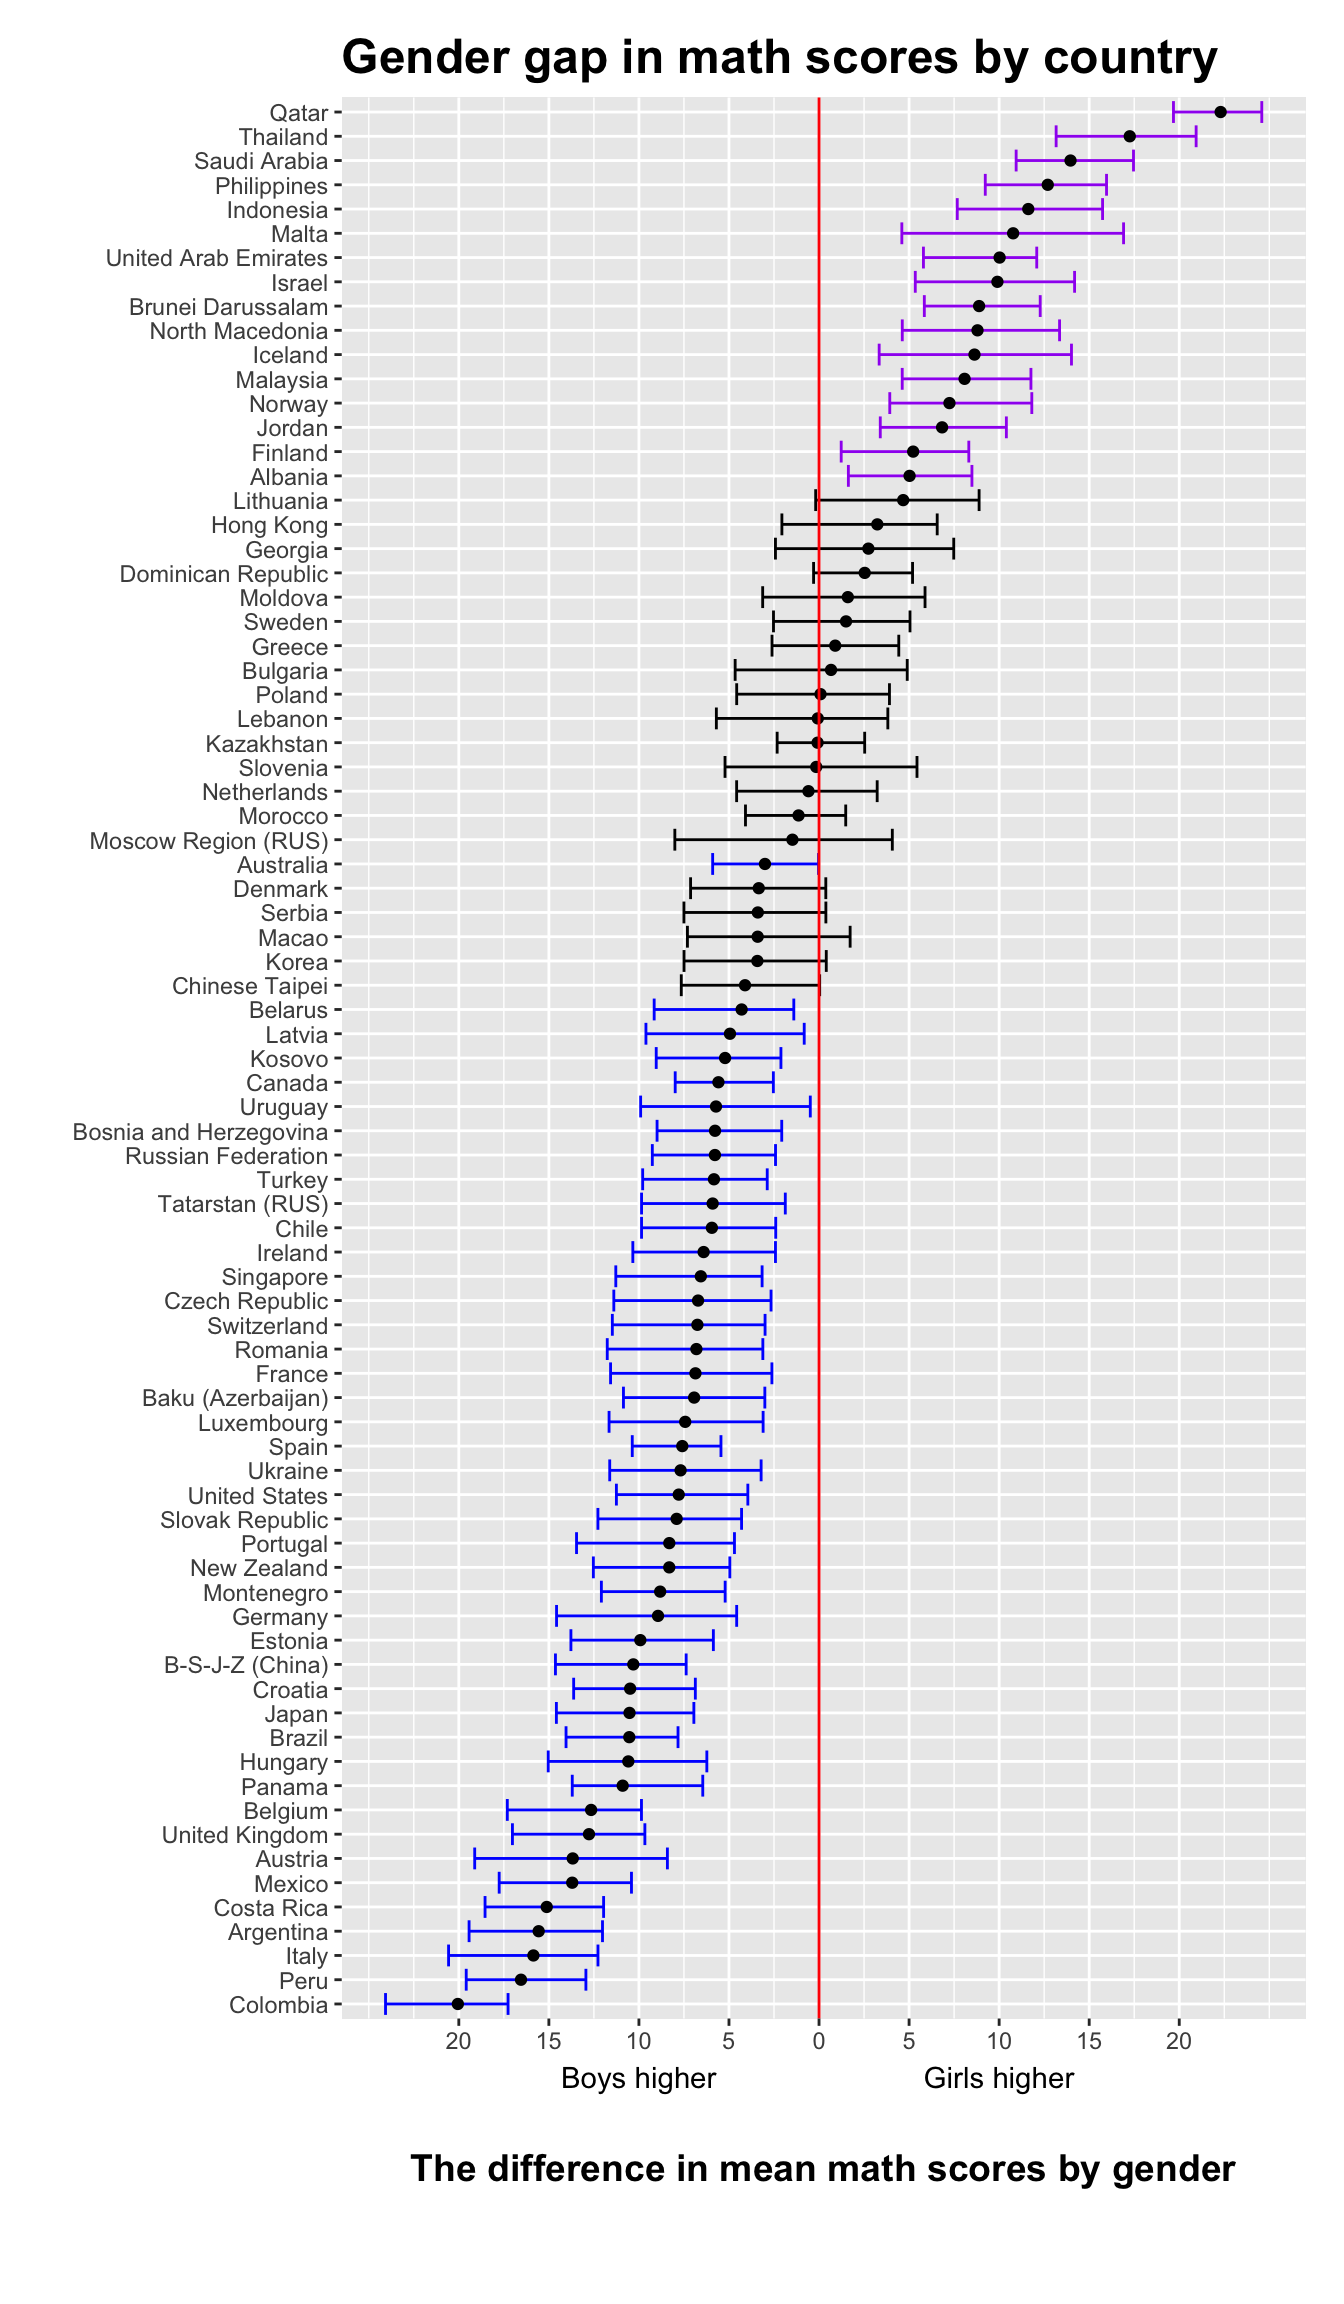 Gender gap in math scores by country
Qatar
Thailand
Saudi Arabia
Philippines
Indonesia
Malta
United Arab Emirates
Israel
Brunei Darussalam
North Macedonia
Iceland
Malaysia
Norway
Jordan
Finland
Albania
Lithuania
Hong Kong
Georgia
Dominican Republic
Moldova
Sweden
Greece
Bulgaria
Poland
Lebanon
Kazakhstan
Slovenia
Netherlands
Morocco
Moscow Region (RUS)
Australia
Denmark
Serbia
Macao
Korea
Chinese Taipei
Belarus
Latvia
Kosovo
Canada
Uruguay
Bosnia and Herzegovina
Russian Federation
Turkey
Tatarstan (RUS)
Chile
Ireland
Singapore
Czech Republic
Switzerland
Romania
France
Baku (Azerbaijan)
Luxembourg
Spain
Ukraine
United States
Slovak Republic
Portugal
New Zealand
Montenegro
Germany
Estonia
B-S-J-Z (China)
Croatia
Japan
Brazil
Hungary
Panama
Belgium
United Kingdom
Austria
Mexico
Costa Rica
Argentina
Italy
Peru
Colombia
20 15 10 5 0 5 10 15 20
Boys higher Girls higher
The difference in mean math scores by gender